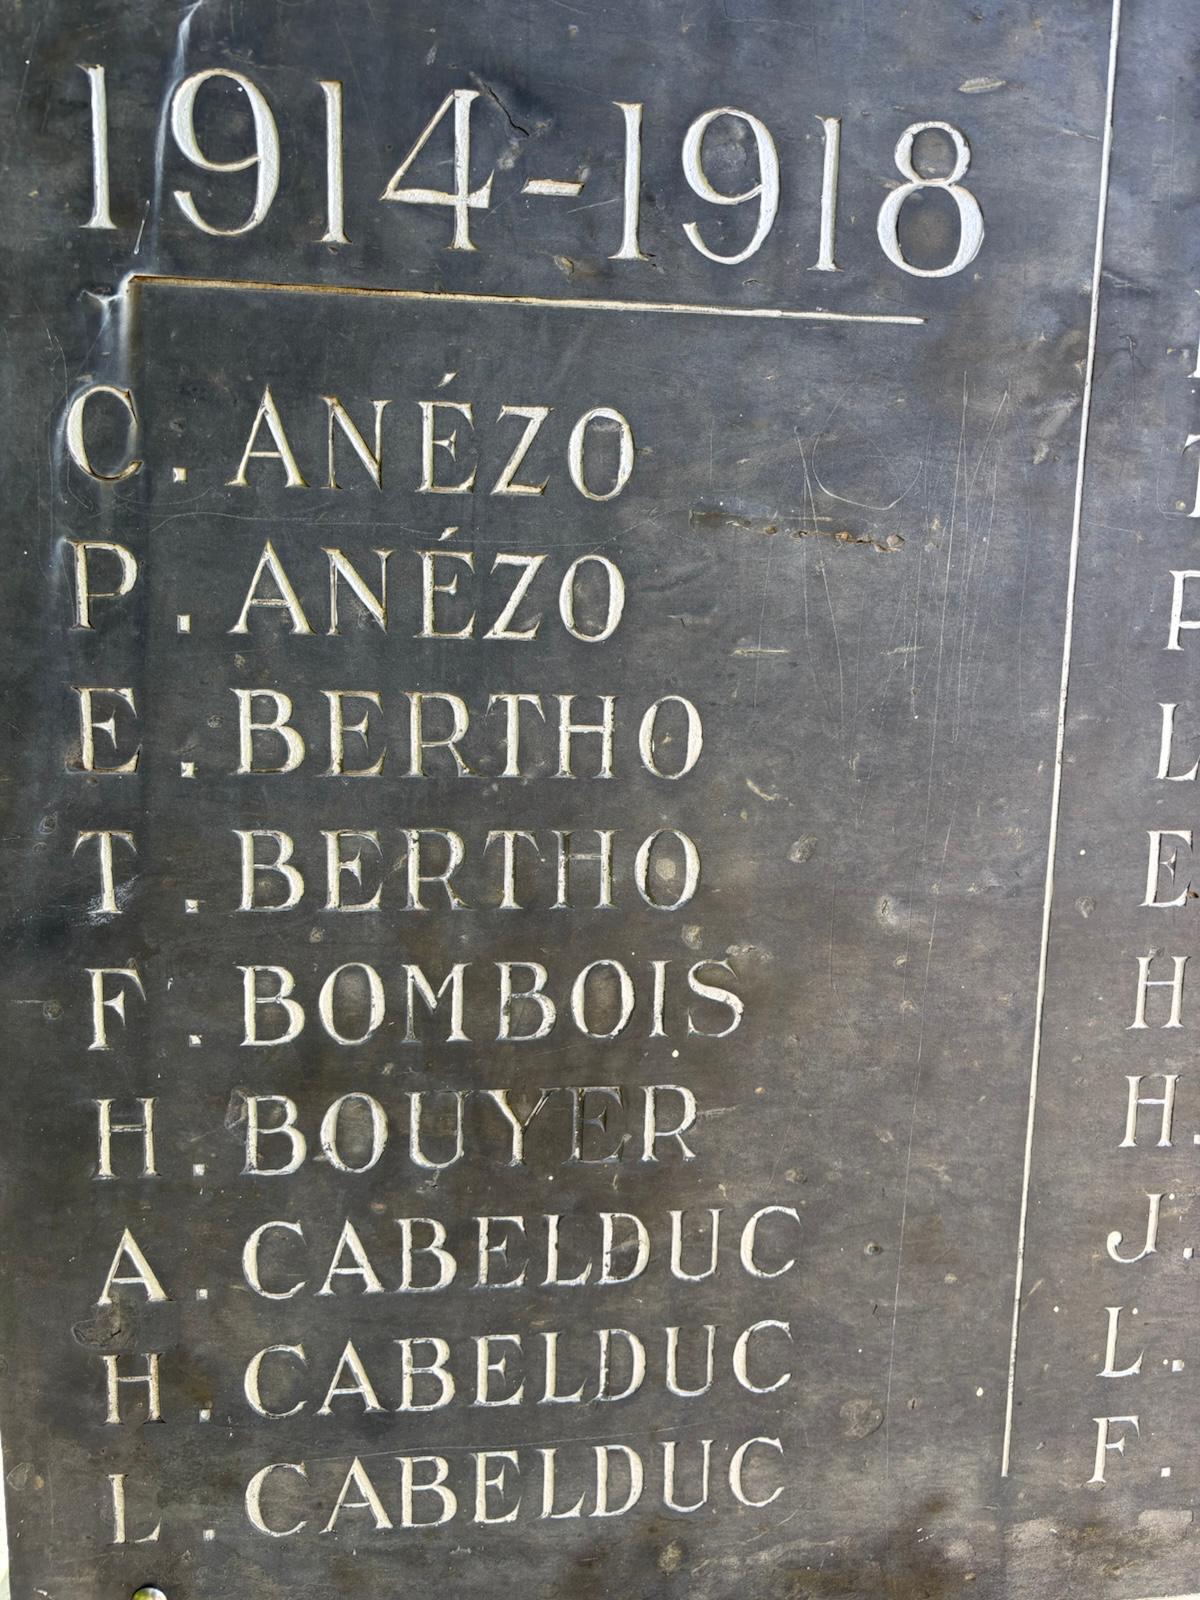 1914-1918
C. ANÉZO
P. ANÉZO
E. BERTHO
T. BERTHO
F. BOMBOIS
H. BOUYER
A. CABELDUC
H. CABELDUC
L. CABELDUC
P
L
E
H
H.
J.
L.
F.